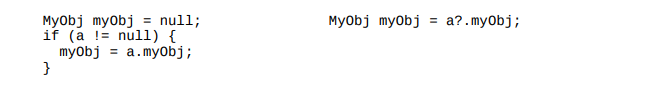 MyObj myObj = null;
if (a != null) {
  myObj = a.myObj;
}
MyObj myObj = a?.myObj;